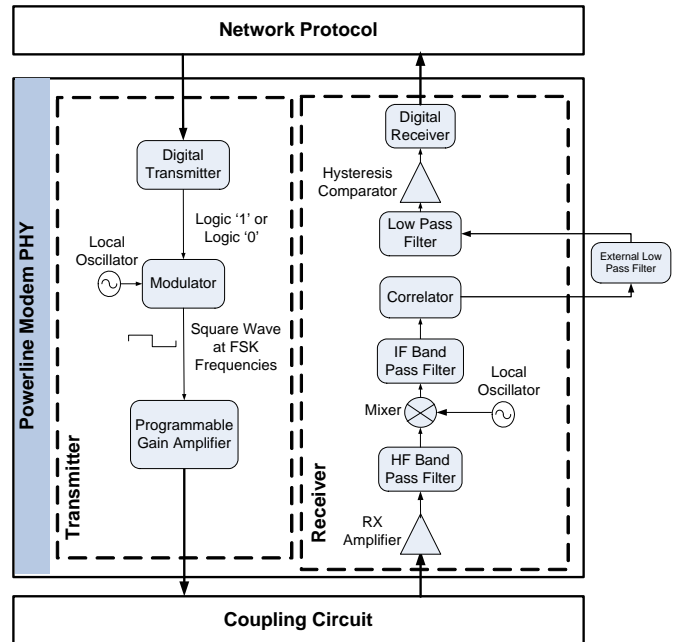 Network Protocol
Powerline Modem PHY
Transmitter
Digital
Transmitter
Logic ‘1’ or
Logic ‘0’
Local
Oscillator
Modulator
Square Wave
at FSK
Frequencies
Programmable
Gain Amplifier
Receiver
Digital
Receiver
Hysteresis
Comparator
Low Pass
Filter
External Low
Pass Filter
Correlator
IF Band
Pass Filter
Local
Oscillator
Mixer
HF Band
Pass Filter
RX
Amplifier
Coupling Circuit